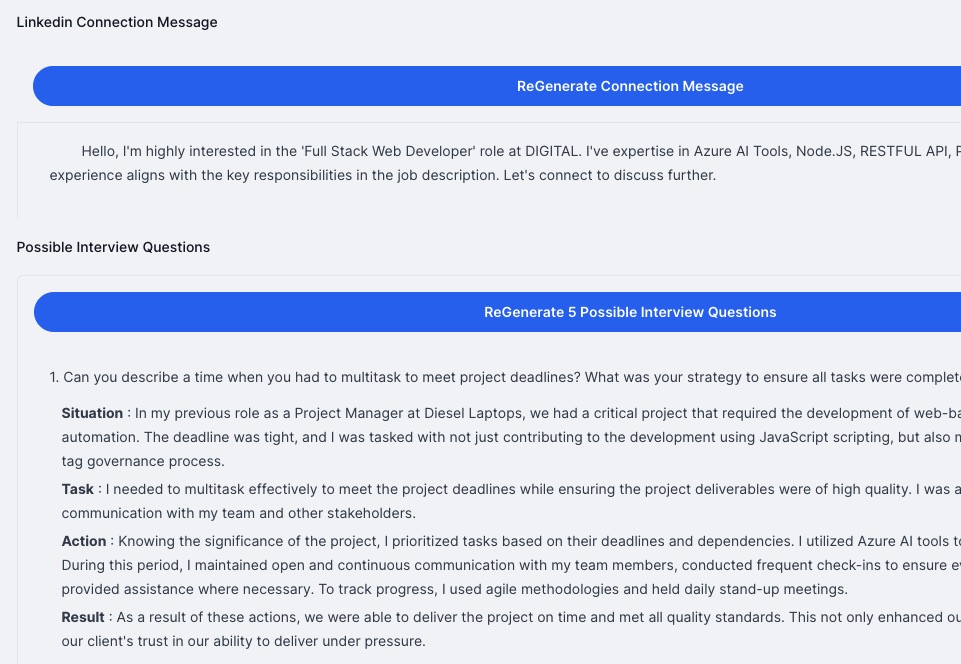 Linkedin Connection Message
ReGenerate Connection Message
Hello, I'm highly interested in the 'Full Stack Web Developer' role at DIGITAL. I've expertise in Azure AI Tools, Node.JS, RESTFUL API,
experience aligns with the key responsibilities in the job description. Let's connect to discuss further.
Possible Interview Questions
ReGenerate 5 Possible Interview Questions
1. Can you describe a time when you had to multitask to meet project deadlines? What was your strategy to ensure all tasks were
Situation : In my previous role as a Project Manager at Diesel Laptops, we had a critical project that required the development of
automation. The deadline was tight, and I was tasked with not just contributing to the development using JavaScript scripting, but also
tag governance process.
Task : I needed to multitask effectively to meet the project deadlines while ensuring the project deliverables were of high quality. I was
communication with my team and other stakeholders.
Action : Knowing the significance of the project, I prioritized tasks based on their deadlines and dependencies. I utilized Azure AI tools
During this period, I maintained open and continuous communication with my team members, conducted frequent check-ins to ensure
provided assistance where necessary. To track progress, I used agile methodologies and held daily stand-up meetings.
Result : As a result of these actions, we were able to deliver the project on time and met all quality standards. This not only enhanced
our client's trust in our ability to deliver under pressure.